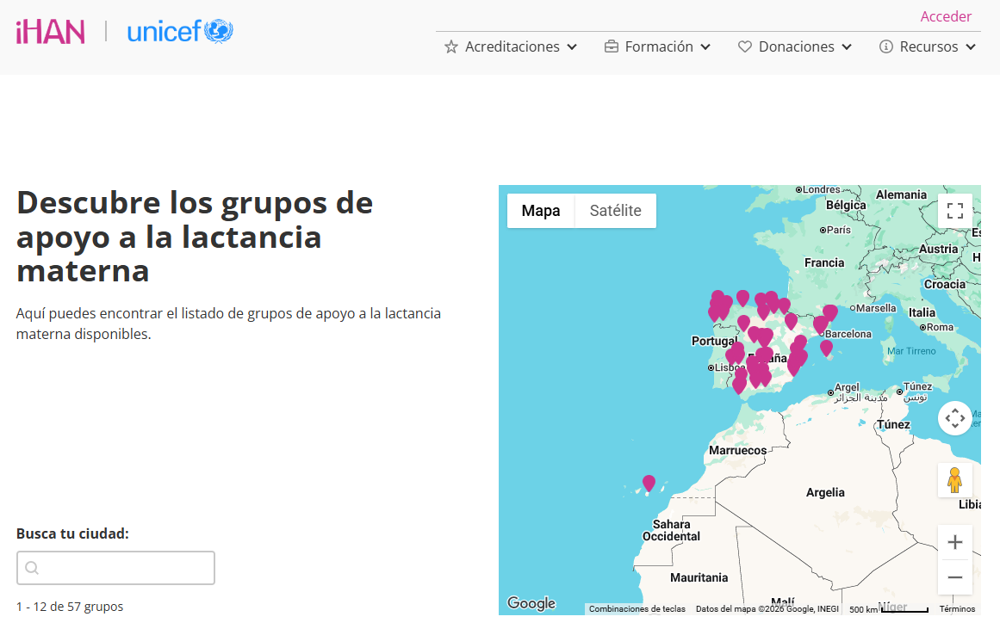 iHAN | unicef
Acceder
Acreditaciones
Formación
Donaciones
Recursos
Descubre los grupos de
apoyo a la lactancia
materna
Aquí puedes encontrar el listado de grupos de apoyo a la lactancia
materna disponibles.
Busca tu ciudad:
1 - 12 de 57 grupos
Mapa
Satélite
Londres
Alemania
Bélgica
París
Austria
Francia
Croacia
Marsella
Italia
Roma
Barcelona
Portugal
Mar Tirreno
España
Lisboa
Argel
مدينة الجزائر
Túnez
تونس
Túnez
Marruecos
Argelia
Libia
Sahara
Occidental
Mauritania
Malí
Níger
Google
Combinaciones de teclas
Datos del mapa ©2026 Google, INEGI
500 km
Términos